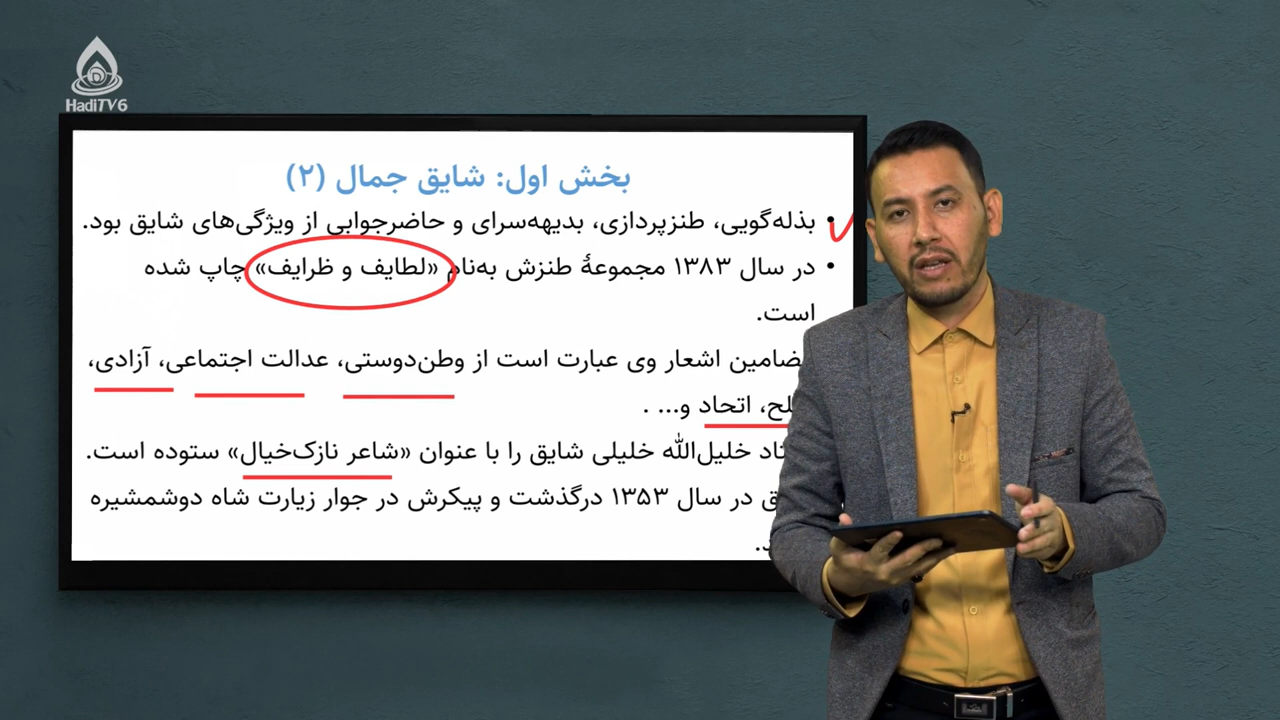 HadiTV6
بخش اول: شایق جمال (۲)
• بذله‌گویی، طنزپردازی، بدیهه‌سرای و حاضرجوابی از ویژگی‌های شایق بود.
• در سال ۱۳۸۳ مجموعهٔ طنزش به‌نام «لطایف و ظرایف» چاپ شده
است.
اشعار وی عبارت است از وطن‌دوستی، عدالت اجتماعی، آزادی،
اتحاد و... .
خلیل‌الله خلیلی شایق را با عنوان «شاعر نازک‌خیال» ستوده است.
در سال ۱۳۵۳ درگذشت و پیکرش در جوار زیارت شاه دوشمشیره